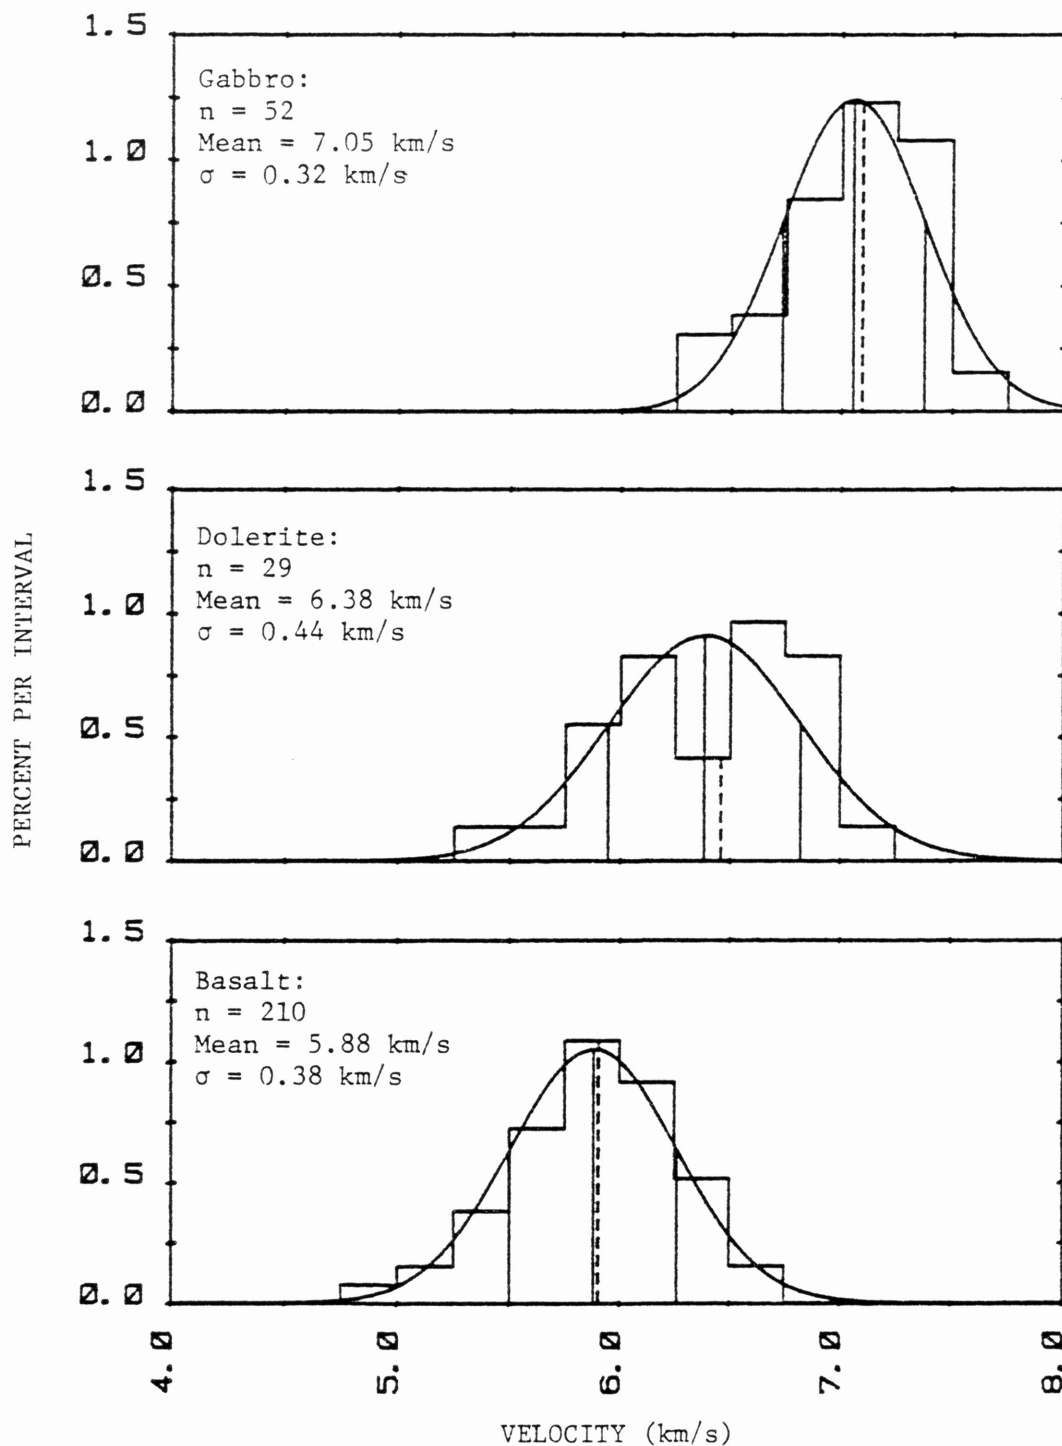 1.5
Gabbro:
n = 52
Mean = 7.05 km/s
σ = 0.32 km/s
1.0
0.5
0.0
1.5
Dolerite:
n = 29
Mean = 6.38 km/s
σ = 0.44 km/s
1.0
0.5
0.0
PERCENT PER INTERVAL
1.5
Basalt:
n = 210
Mean = 5.88 km/s
σ = 0.38 km/s
1.0
0.5
0.0
4.0
5.0
6.0
7.0
8.0
VELOCITY (km/s)